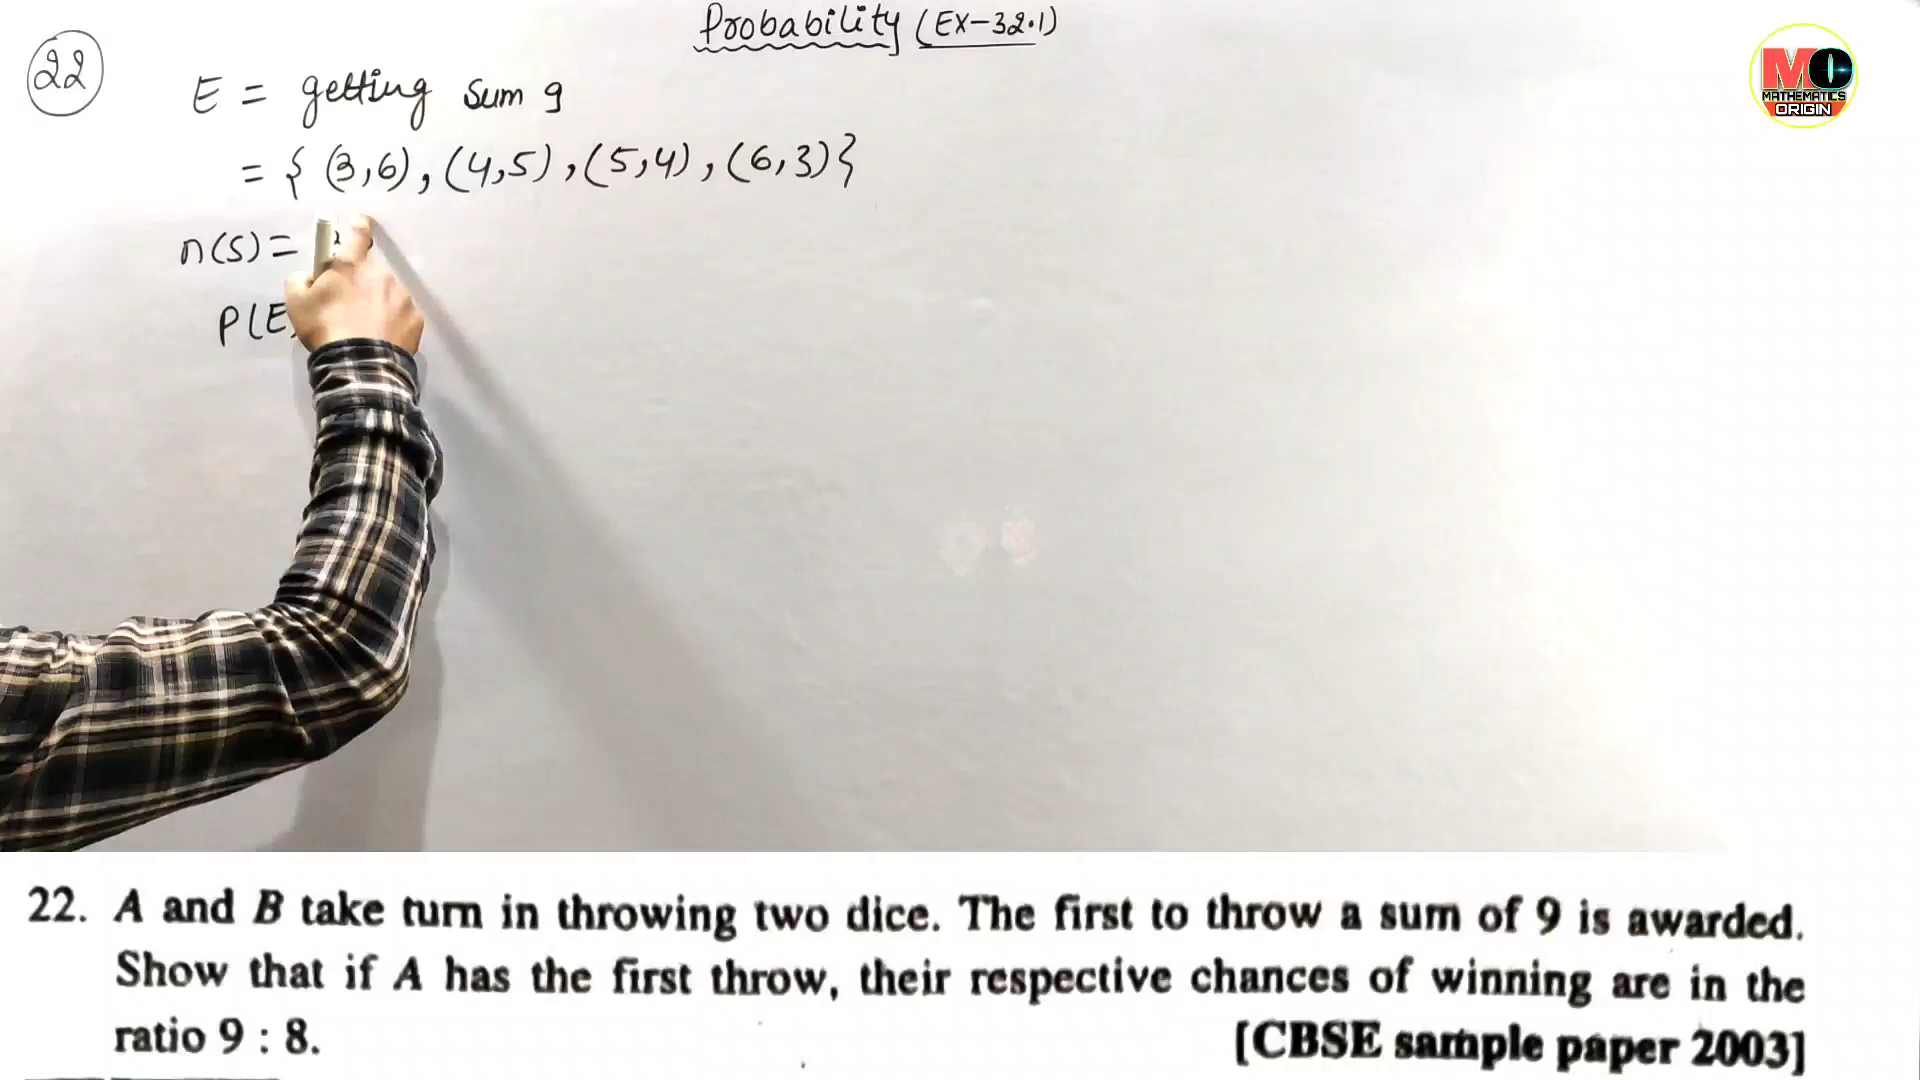 Probability (EX-32.1)
22
E = getting sum 9
= { (3,6), (4,5), (5,4), (6,3)}
n(S)=
P(E
MO
MATHEMATICS
ORIGIN
22. A and B take turn in throwing two dice. The first to throw a sum of 9 is awarded.
Show that if A has the first throw, their respective chances of winning are in the
ratio 9 : 8. [CBSE sample paper 2003]